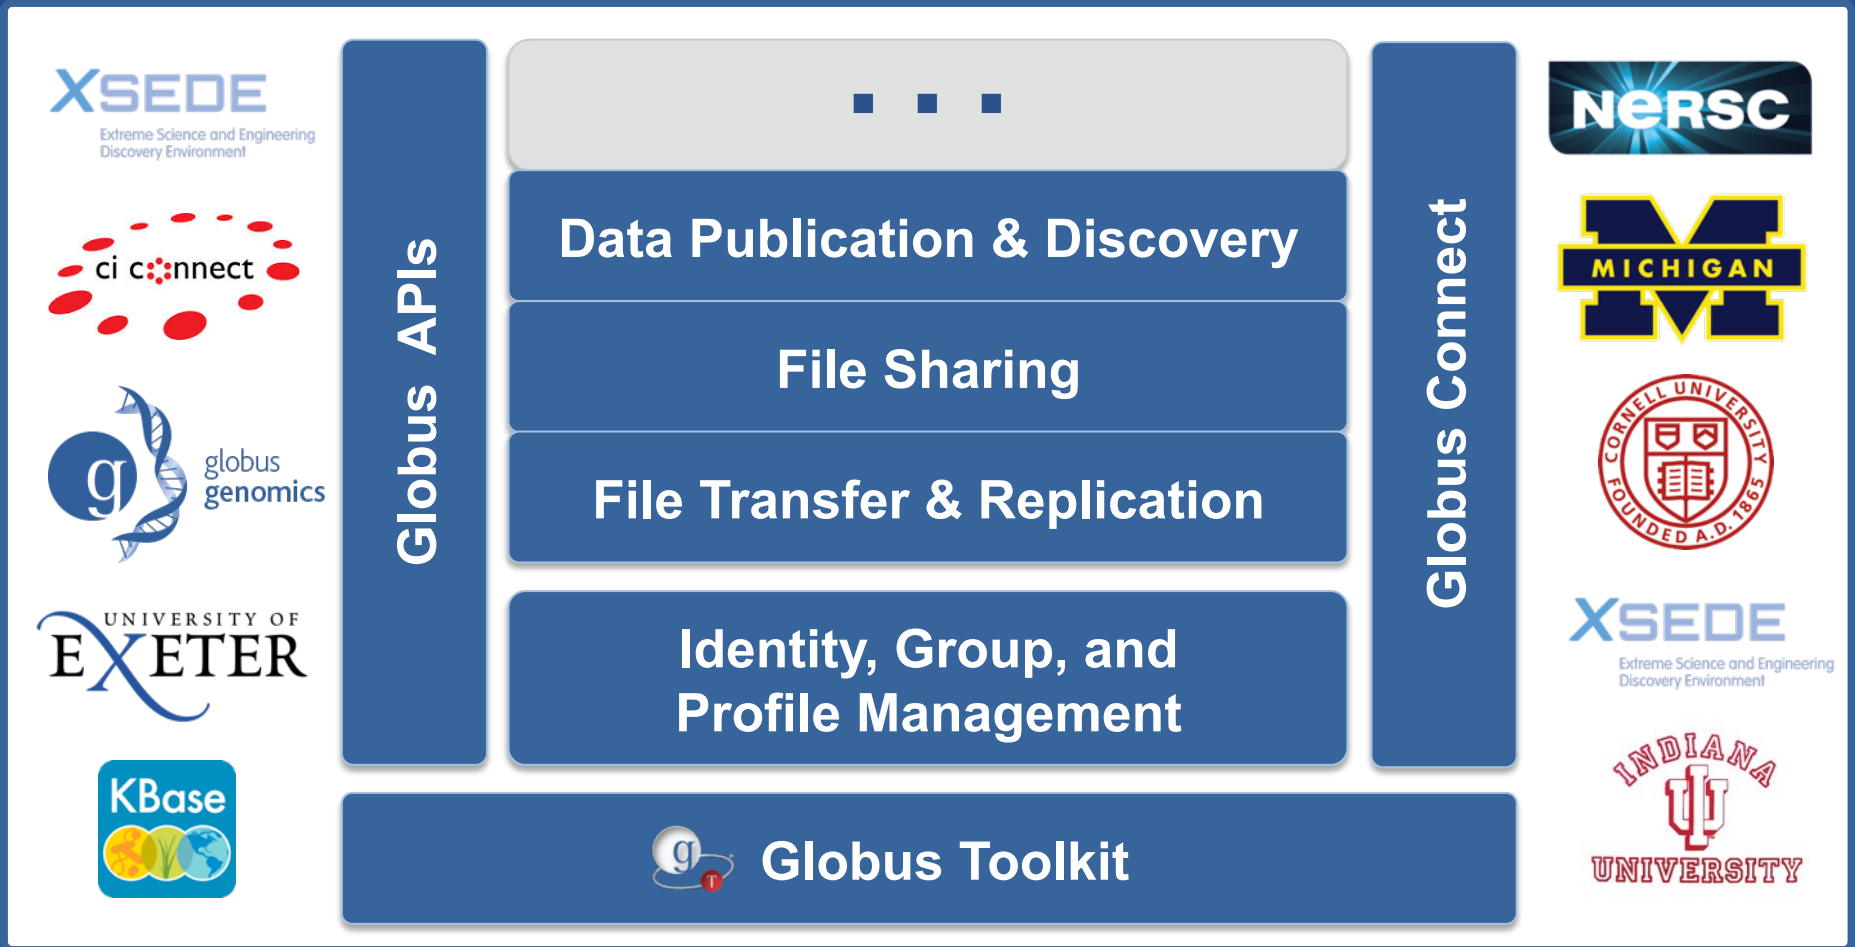 XSEDE
Extreme Science and Engineering
Discovery Environment
ci connect
g
globus
genomics
UNIVERSITY OF
EXETER
KBase
Globus APIs
...
Data Publication & Discovery
File Sharing
File Transfer & Replication
Identity, Group, and
Profile Management
g
T
Globus Toolkit
Globus Connect
NERSC
M
MICHIGAN
CORNELL UNIVERSITY
FOUNDED A.D. 1865
XSEDE
Extreme Science and Engineering
Discovery Environment
INDIANA
IU
UNIVERSITY